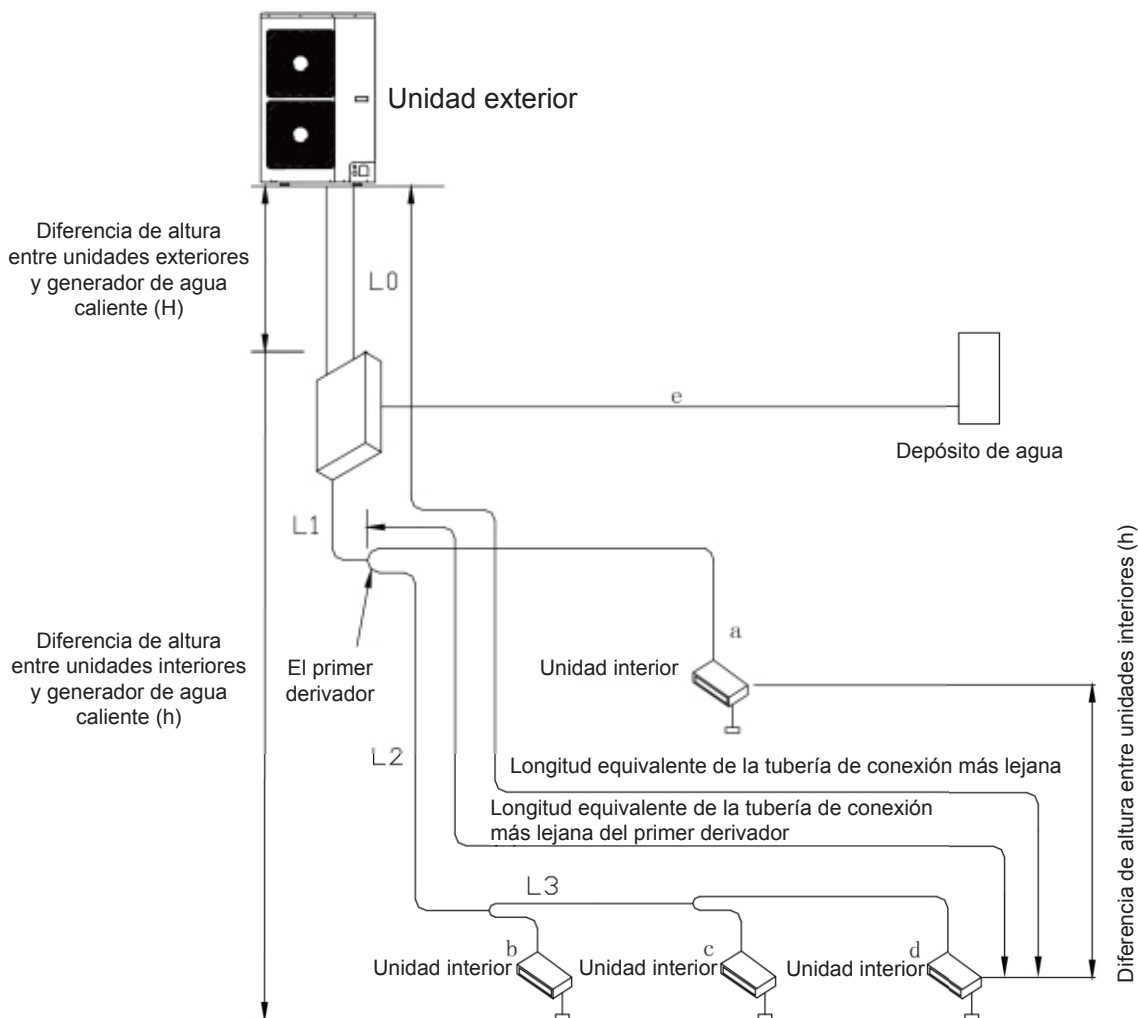 Unidad exterior
Diferencia de altura
entre unidades exteriores
y generador de agua
caliente (H)
L0
e
Depósito de agua
L1
El primer
derivador
Diferencia de altura
entre unidades interiores
y generador de agua
caliente (h)
a
Unidad interior
L2
Longitud equivalente de la tubería de conexión más lejana
Longitud equivalente de la tubería de conexión
más lejana del primer derivador
L3
b
Unidad interior
c
Unidad interior
d
Unidad interior
Diferencia de altura entre unidades interiores (h)